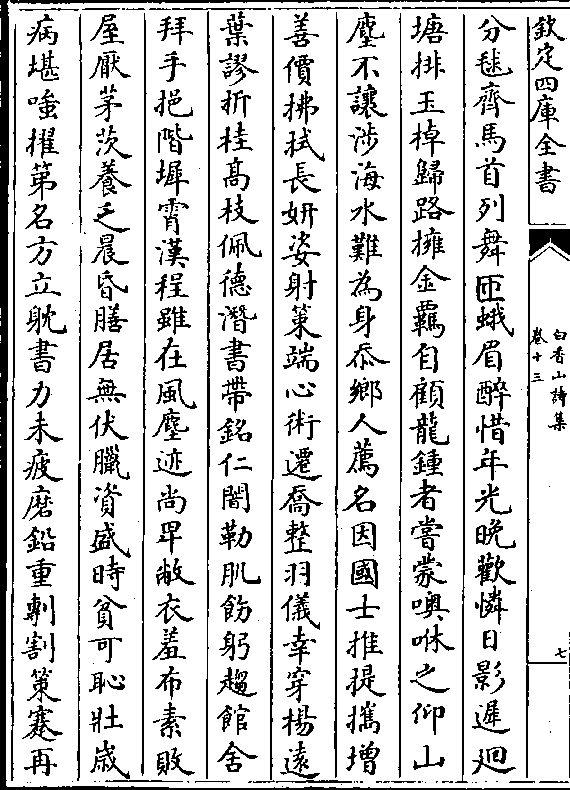 欽定四庫全書
白香山詩集
卷十三
七
分毬齊馬首列舞匝蛾眉醉惜年光晚歡憐日影遲廻
塘排玉棹歸路擁金羈自顧龍鍾者嘗蒙噢咻之仰山
塵不讓涉海水難為身忝鄉人薦名因國士推提攜增
善價拂拭長妍姿射策端心術遷喬整羽儀幸穿楊遠
葉謬折桂髙枝佩德潛書帶銘仁闇勒肌飭躬趨館舍
拜手挹階墀霄漢程雖在風塵迹尚卑敝衣羞布素敗
屋厭茅茨養乏晨昏膳居無伏臘資盛時貧可恥壯嵗
病堪嗤擢第名方立躭書力未疲磨鉛重剸割策蹇再